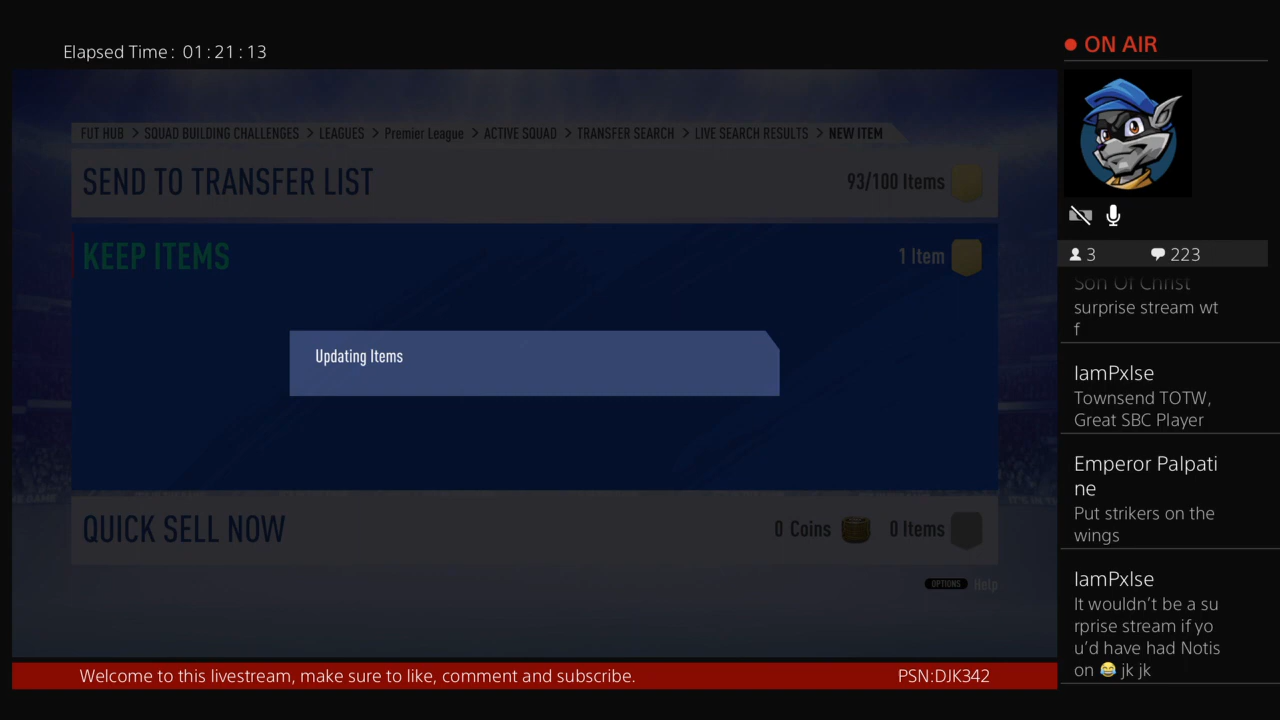 Elapsed Time: 01:21:13
ON AIR
FUT HUB > SQUAD BUILDING CHALLENGES > LEAGUES > Premier League > ACTIVE SQUAD > TRANSFER SEARCH > LIVE SEARCH RESULTS > NEW ITEM
SEND TO TRANSFER LIST 93/100 Items
KEEP ITEMS 1 Item
Updating Items
QUICK SELL NOW 0 Coins 0 Items
OPTIONS Help
Welcome to this livestream, make sure to like, comment and subscribe. PSN:DJK342
3 223
Son Of Christ
surprise stream wt
f
IamPxlse
Townsend TOTW,
Great SBC Player
Emperor Palpati
ne
Put strikers on the
wings
IamPxlse
It wouldn't be a su
rprise stream if yo
u'd have had Notis
on 😂 jk jk